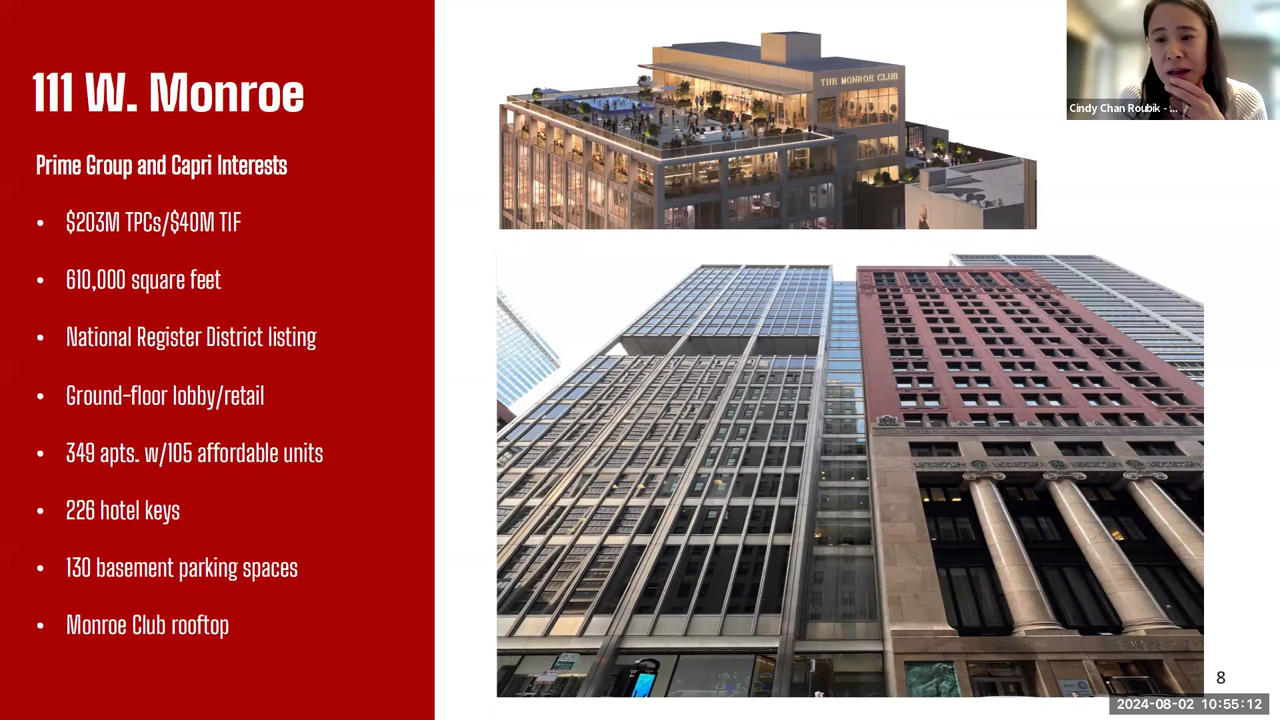 111 W. Monroe
Prime Group and Capri Interests
• $203M TPCs/$40M TIF
• 610,000 square feet
• National Register District listing
• Ground-floor lobby/retail
• 349 apts. w/105 affordable units
• 226 hotel keys
• 130 basement parking spaces
• Monroe Club rooftop
THE MONROE CLUB
Cindy Chan Roubik - ...
8
2024-08-02 10:55:12